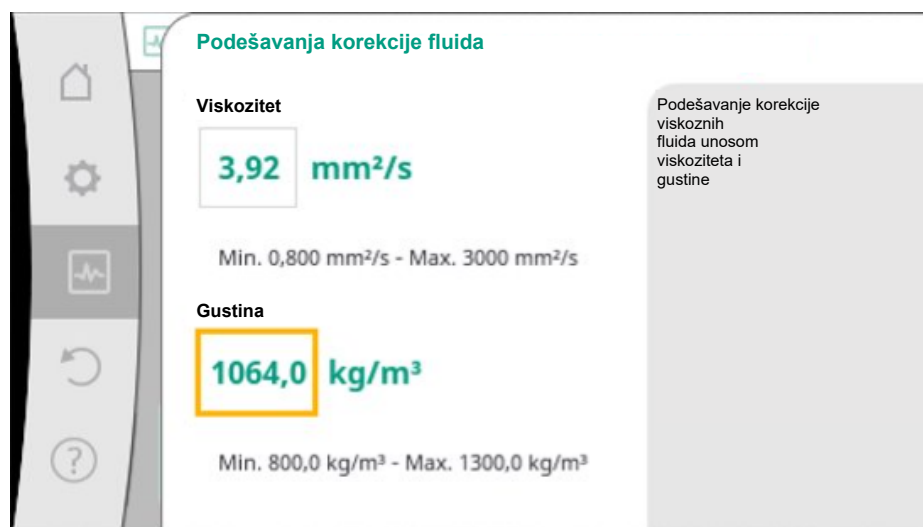 Podešavanja korekcije fluida
Viskozitet
3,92 mm²/s
Min. 0,800 mm²/s - Max. 3000 mm²/s
Gustina
1064,0 kg/m³
Min. 800,0 kg/m³ - Max. 1300,0 kg/m³
Podešavanje korekcije
viskoznih
fluida unosom
viskoziteta i
gustine
?